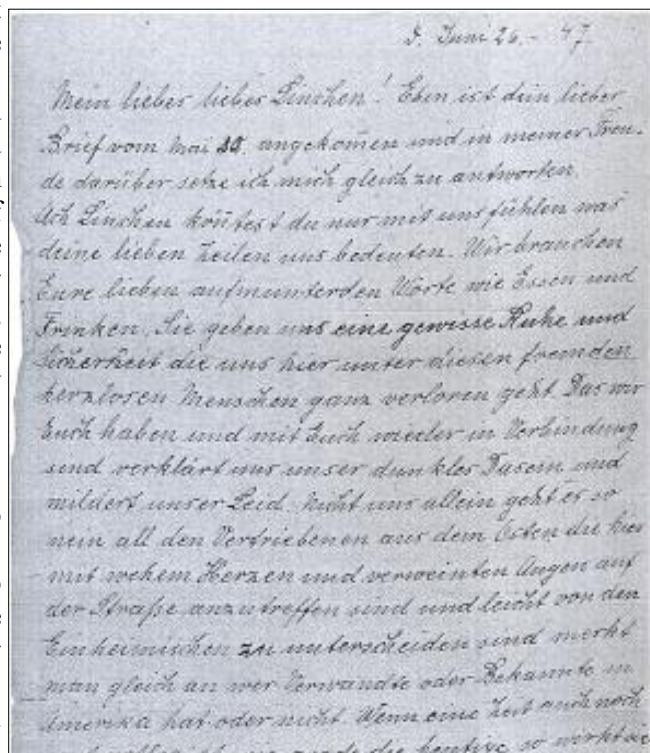 d. Juni 26. - 47.
Mein lieber lieber Linchen! Eben ist dein lieber
Brief vom Mai 28. angekomen und in meiner Freu-
de darüber setze ich mich gleich zu antworten.
Ach Linchen köntest du nur mit uns fühlen was
deine lieben Zeilen uns bedeuten. Wir brauchen
Eure lieben aufmunterden Worte wie Essen und
Trinken. Sie geben uns eine gewisse Ruhe und
Sicherheit die uns hier unter diesen fremden
herzlosen Menschen ganz verloren geht. Das wir
Euch haben und mit Euch wieder in Verbindung
sind verklärt uns unser dunkles Dasein und
mildert unser Leid. Nicht uns allein geht es so
nein all den Vertriebenen aus dem Osten die hier
mit wehem Herzen und verweinten Augen auf
der Straße anzutreffen sind und leicht von den
Einheimischen zu unterscheiden sind merkt
man gleich an wer Verwandte oder Bekannte in
Amerika hat oder nicht. Wenn eine Zeit auch noch
die heutige so